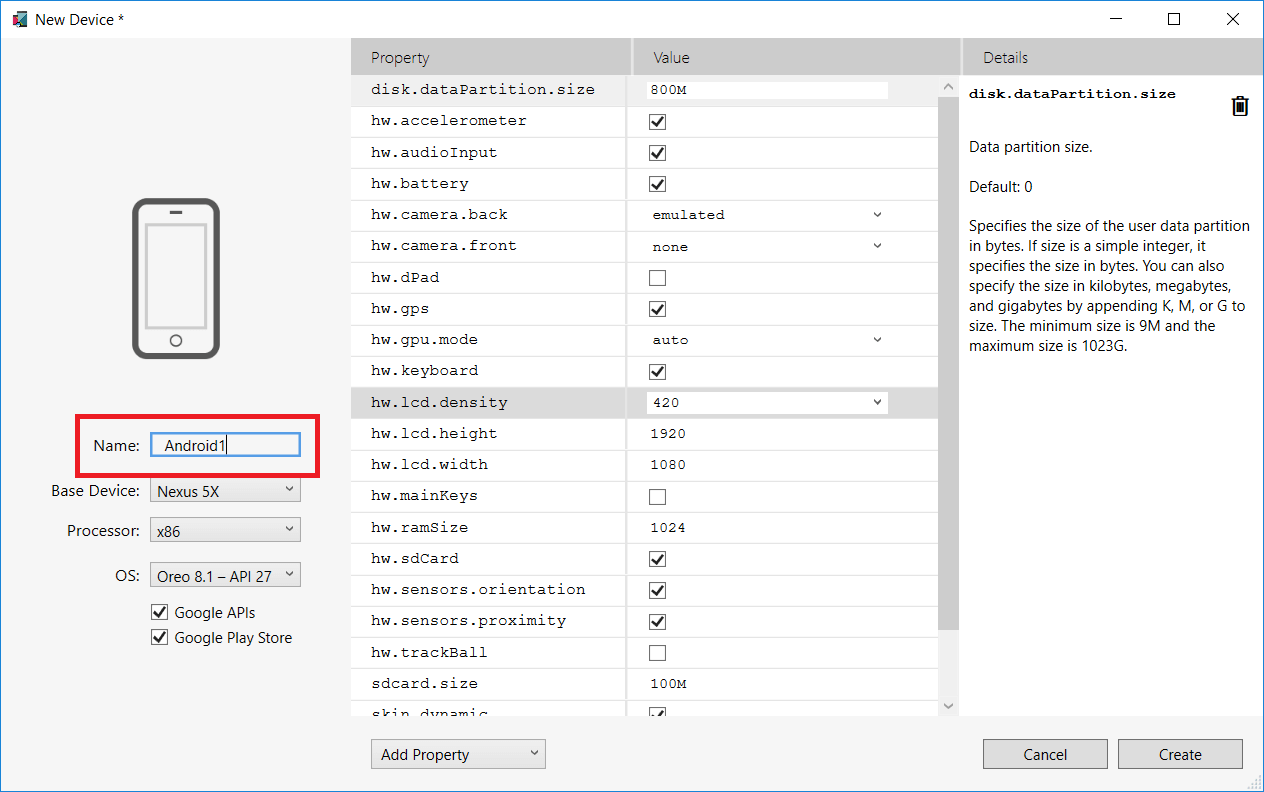 New Device *
Name: Android1
Base Device: Nexus 5X
Processor: x86
OS: Oreo 8.1 – API 27
Google APIs
Google Play Store
Property Value
disk.dataPartition.size 800M
hw.accelerometer
hw.audioInput
hw.battery
hw.camera.back emulated
hw.camera.front none
hw.dPad
hw.gps
hw.gpu.mode auto
hw.keyboard
hw.lcd.density 420
hw.lcd.height 1920
hw.lcd.width 1080
hw.mainKeys
hw.ramSize 1024
hw.sdCard
hw.sensors.orientation
hw.sensors.proximity
hw.trackBall
sdcard.size 100M
skin.dynamic
Add Property
Details
disk.dataPartition.size
Data partition size.
Default: 0
Specifies the size of the user data partition
in bytes. If size is a simple integer, it
specifies the size in bytes. You can also
specify the size in kilobytes, megabytes,
and gigabytes by appending K, M, or G to
size. The minimum size is 9M and the
maximum size is 1023G.
Cancel Create